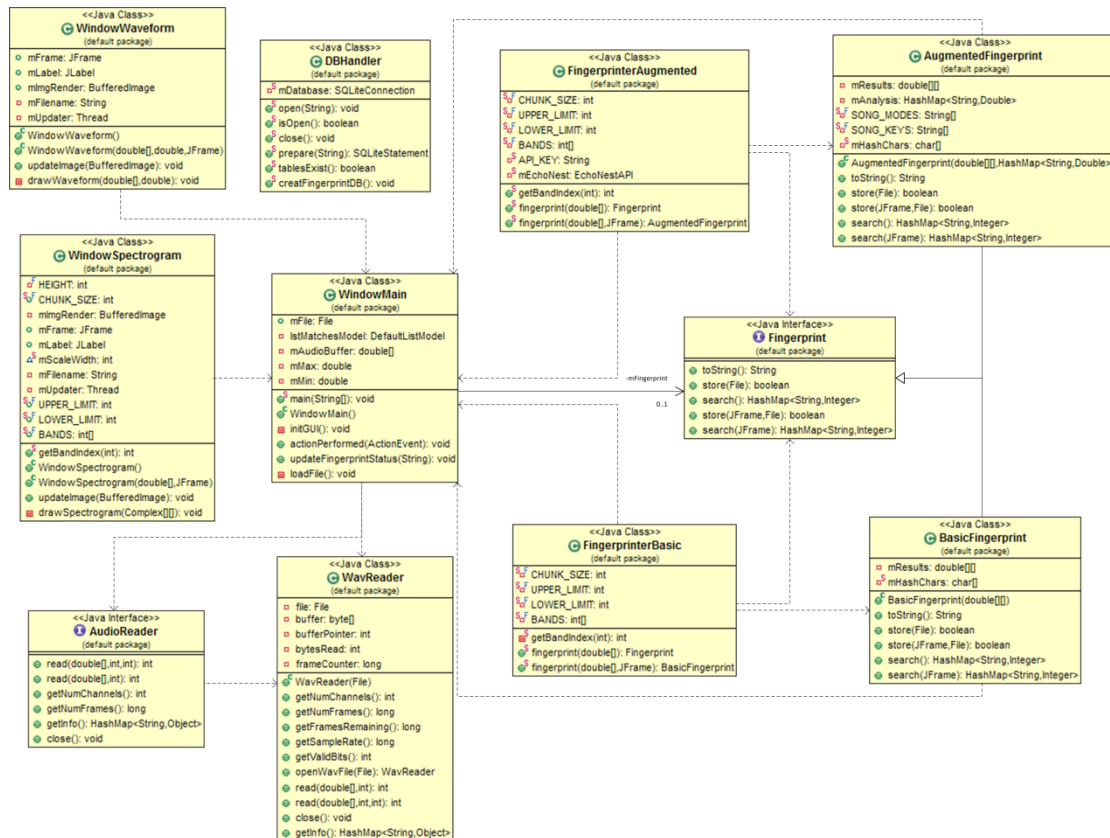 <<Java Class>>
WindowWaveform
(default package)
mFrame: JFrame
mLabel: JLabel
mImgRender: BufferedImage
mFilename: String
mUpdater: Thread
WindowWaveform()
WindowWaveform(double[],double,JFrame)
updateImage(BufferedImage): void
drawWaveform(double[],double): void
<<Java Class>>
DBHandler
(default package)
mDatabase: SQLiteConnection
open(String): void
isOpen(): boolean
close(): void
prepare(String): SQLiteStatement
tablesExist(): boolean
creatFingerprintDB(): void
<<Java Class>>
FingerprinterAugmented
(default package)
CHUNK_SIZE: int
UPPER_LIMIT: int
LOWER_LIMIT: int
BANDS: int[]
API_KEY: String
mEchoNest: EchoNestAPI
getBandIndex(int): int
fingerprint(double[]): Fingerprint
fingerprint(double[],JFrame): AugmentedFingerprint
<<Java Class>>
AugmentedFingerprint
(default package)
mResults: double[][]
mAnalysis: HashMap<String,Double>
SONG_MODES: String[]
SONG_KEYS: String[]
mHashChars: char[]
AugmentedFingerprint(double[][],HashMap<String,Double>)
toString(): String
store(File): boolean
store(JFrame,File): boolean
search(): HashMap<String,Integer>
search(JFrame): HashMap<String,Integer>
<<Java Class>>
WindowSpectrogram
(default package)
HEIGHT: int
CHUNK_SIZE: int
mImgRender: BufferedImage
mFrame: JFrame
mLabel: JLabel
mScaleWidth: int
mFilename: String
mUpdater: Thread
UPPER_LIMIT: int
LOWER_LIMIT: int
BANDS: int[]
getBandIndex(int): int
WindowSpectrogram()
WindowSpectrogram(double[],JFrame)
updateImage(BufferedImage): void
drawSpectrogram(Complex[][]): void
<<Java Class>>
WindowMain
(default package)
mFile: File
lstMatchesModel: DefaultListModel
mAudioBuffer: double[]
mMax: double
mMin: double
main(String[]): void
WindowMain()
initGUI(): void
actionPerformed(ActionEvent): void
updateFingerprintStatus(String): void
loadFile(): void
-mFingerprint
0..1
<<Java Interface>>
Fingerprint
(default package)
toString(): String
store(File): boolean
search(): HashMap<String,Integer>
store(JFrame,File): boolean
search(JFrame): HashMap<String,Integer>
<<Java Class>>
FingerprinterBasic
(default package)
CHUNK_SIZE: int
UPPER_LIMIT: int
LOWER_LIMIT: int
BANDS: int[]
getBandIndex(int): int
fingerprint(double[]): Fingerprint
fingerprint(double[],JFrame): BasicFingerprint
<<Java Class>>
BasicFingerprint
(default package)
mResults: double[][]
mHashChars: char[]
BasicFingerprint(double[][])
toString(): String
store(File): boolean
store(JFrame,File): boolean
search(): HashMap<String,Integer>
search(JFrame): HashMap<String,Integer>
<<Java Interface>>
AudioReader
(default package)
read(double[],int,int): int
read(double[],int): int
getNumChannels(): int
getNumFrames(): long
getInfo(): HashMap<String,Object>
close(): void
<<Java Class>>
WavReader
(default package)
file: File
buffer: byte[]
bufferPointer: int
bytesRead: int
frameCounter: long
WavReader(File)
getNumChannels(): int
getNumFrames(): long
getFramesRemaining(): long
getSampleRate(): long
getValidBits(): int
openWavFile(File): WavReader
read(double[],int): int
read(double[],int,int): int
close(): void
getInfo(): HashMap<String,Object>